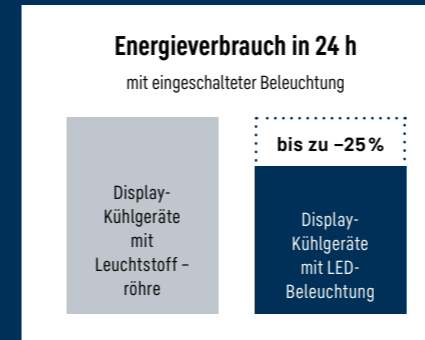 Energieverbrauch in 24 h
mit eingeschalteter Beleuchtung
Display-
Kühlgeräte
mit
Leuchtstoff –
röhre
bis zu –25 %
Display-
Kühlgeräte
mit LED-
Beleuchtung